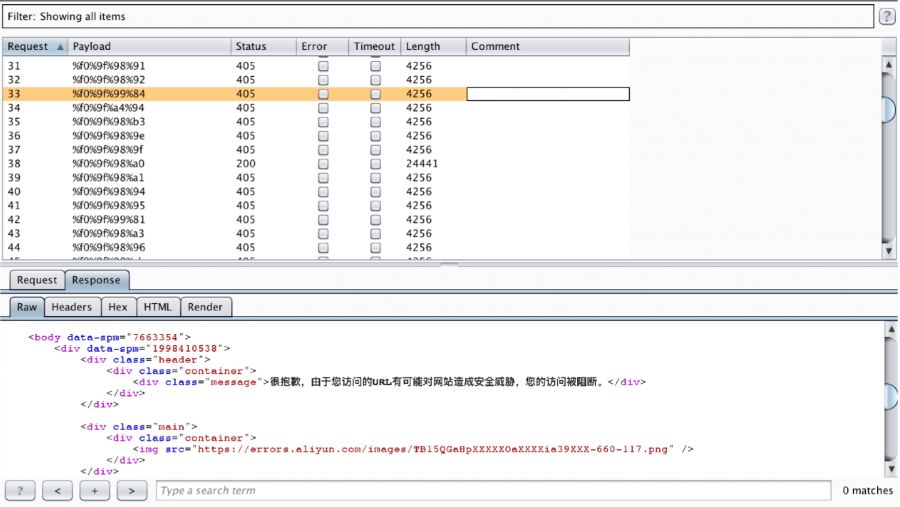 Filter: Showing all items
?
Request Payload Status Error Timeout Length Comment
31 %f0%9f%98%91 405 4256
32 %f0%9f%98%92 405 4256
33 %f0%9f%99%84 405 4256
34 %f0%9f%a4%94 405 4256
35 %f0%9f%98%b3 405 4256
36 %f0%9f%98%9e 405 4256
37 %f0%9f%98%9f 405 4256
38 %f0%9f%98%a0 200 24441
39 %f0%9f%98%a1 405 4256
40 %f0%9f%98%94 405 4256
41 %f0%9f%98%95 405 4256
42 %f0%9f%99%81 405 4256
43 %f0%9f%98%a3 405 4256
44 %f0%9f%98%96 405 4256
Request Response
Raw Headers Hex HTML Render
<body data-spm="7663354">
<div data-spm="1998410538">
<div class="header">
<div class="container">
<div class="message">很抱歉，由于您访问的URL有可能对网站造成安全威胁，您的访问被阻断。</div>
</div>
</div>
<div class="main">
<div class="container">
<img src="https://errors.aliyun.com/images/TB15QGaHpXXXXXOaXXXXia39XXX-660-117.png" />
</div>
</div>
? < + > Type a search term 0 matches